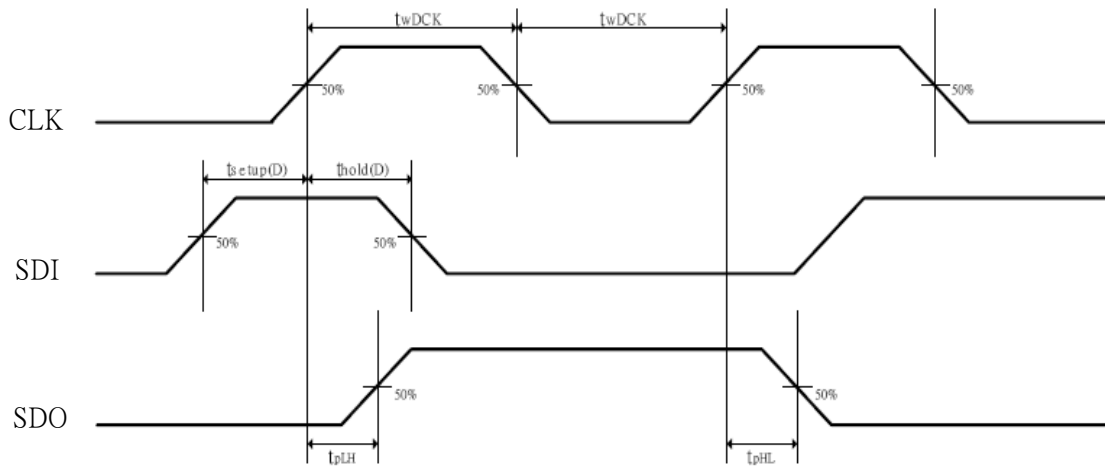 twDCK twDCK
50% 50% 50% 50%
CLK
tsetup(D) thold(D)
50% 50%
SDI
50% 50%
SDO
tpLH tpHL